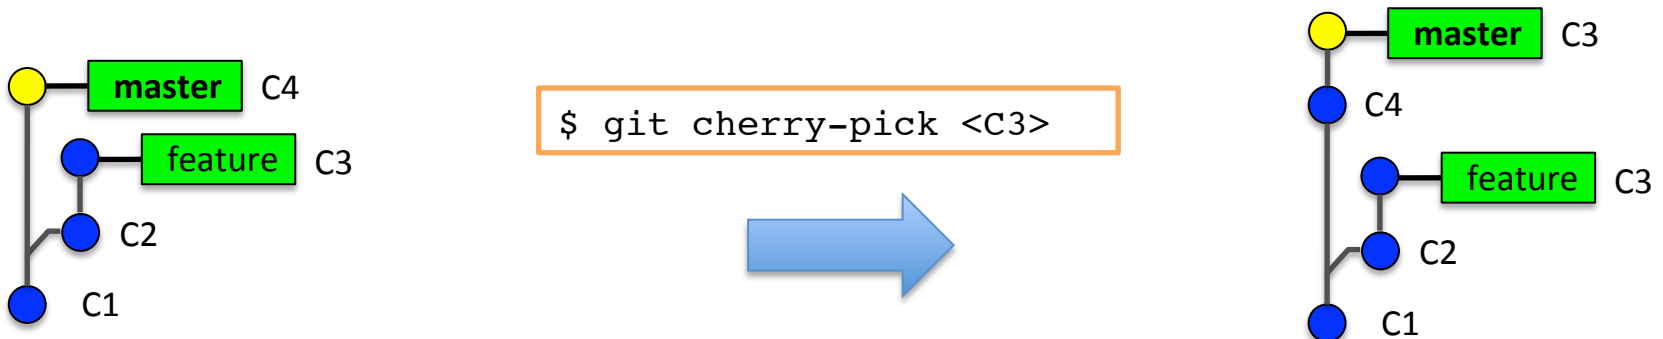 master C4
feature C3
C2
C1
$ git cherry-pick <C3>
master C3
C4
feature C3
C2
C1